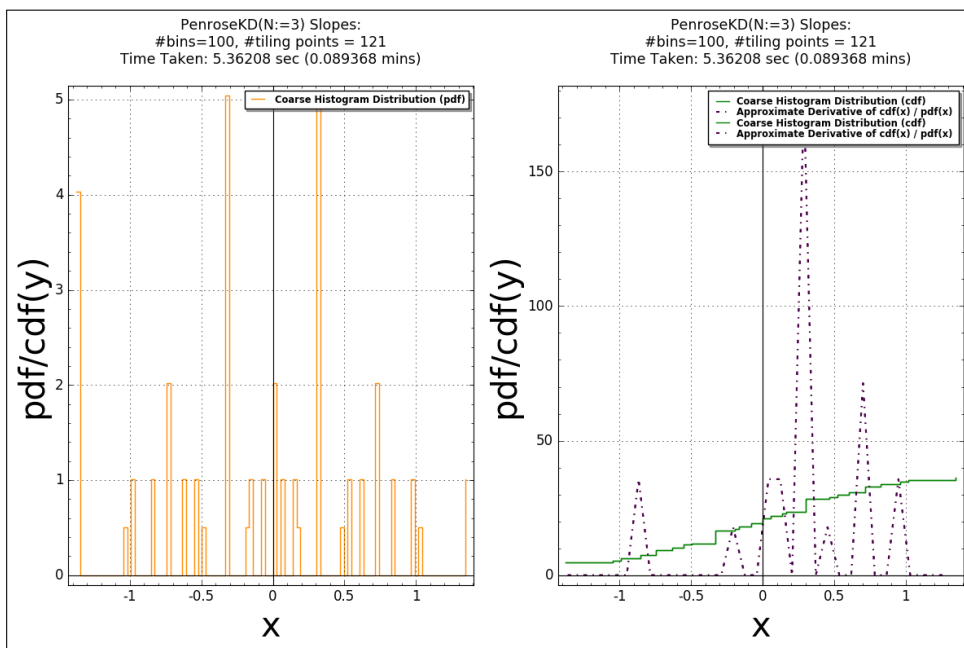 PenroseKD(N:=3) Slopes:
#bins=100, #tiling points = 121
Time Taken: 5.36208 sec (0.089368 mins)
Coarse Histogram Distribution (pdf)
pdf/cdf(y)
5
4
3
2
1
0
-1
-0.5
0
0.5
1
x
PenroseKD(N:=3) Slopes:
#bins=100, #tiling points = 121
Time Taken: 5.36208 sec (0.089368 mins)
Coarse Histogram Distribution (cdf)
Approximate Derivative of cdf(x) / pdf(x)
Coarse Histogram Distribution (cdf)
Approximate Derivative of cdf(x) / pdf(x)
pdf/cdf(y)
150
100
50
0
-1
-0.5
0
0.5
1
x